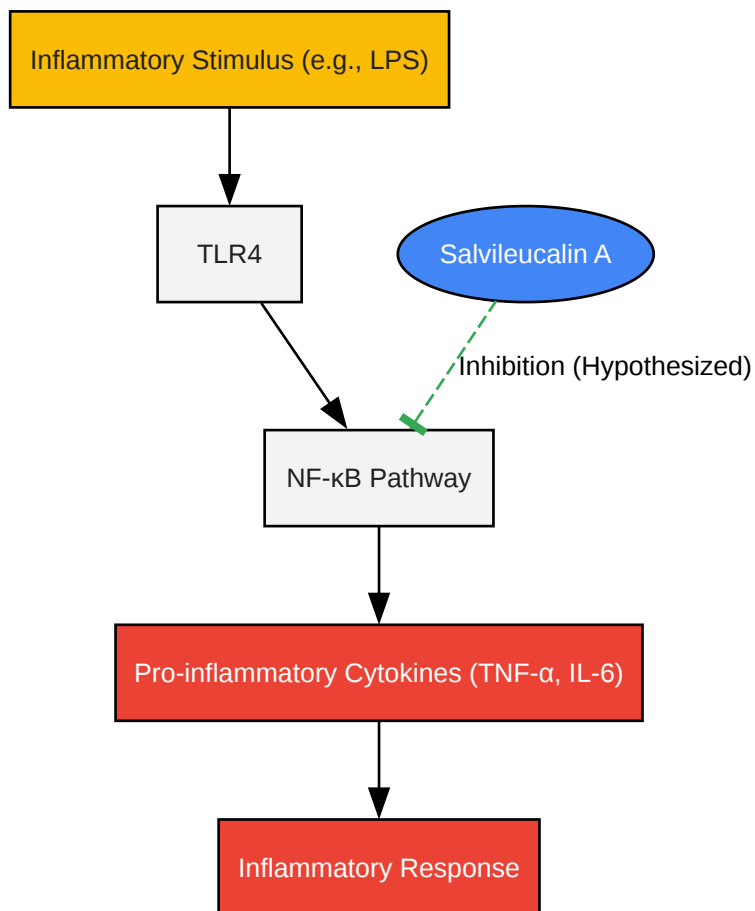 Inflammatory Stimulus (e.g., LPS)
TLR4
Salvileucalin A
Inhibition (Hypothesized)
NF-κB Pathway
Pro-inflammatory Cytokines (TNF-α, IL-6)
Inflammatory Response